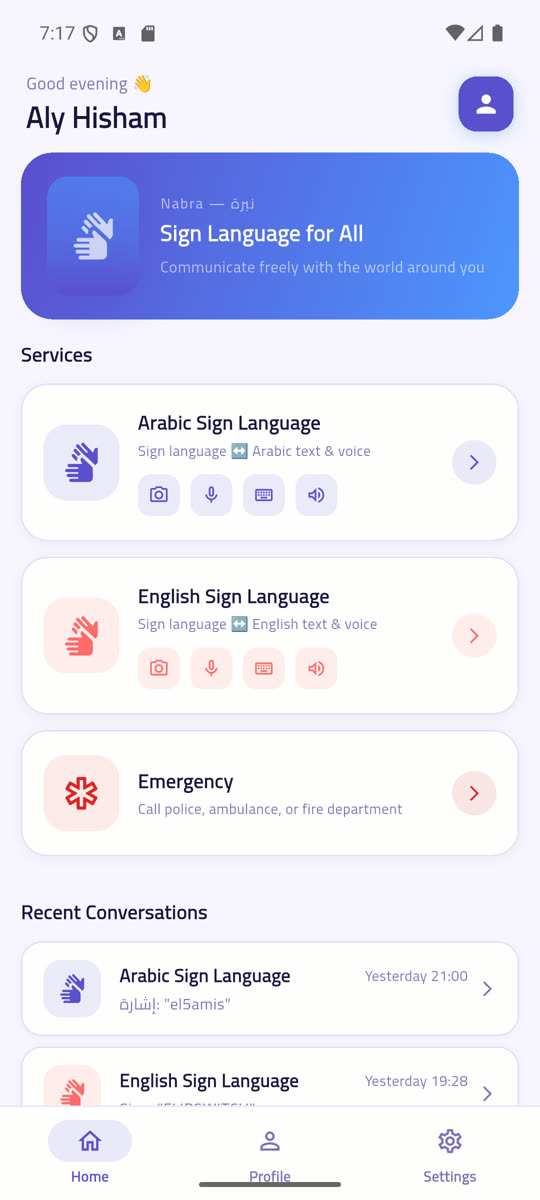 7:17
Good evening 👋
Aly Hisham
Nabra — نبرة
Sign Language for All
Communicate freely with the world around you
Services
Arabic Sign Language
Sign language ↔️ Arabic text & voice
English Sign Language
Sign language ↔️ English text & voice
Emergency
Call police, ambulance, or fire department
Recent Conversations
Arabic Sign Language
Yesterday 21:00
إشارة: "el5amis"
English Sign Language
Yesterday 19:28
Home
Profile
Settings